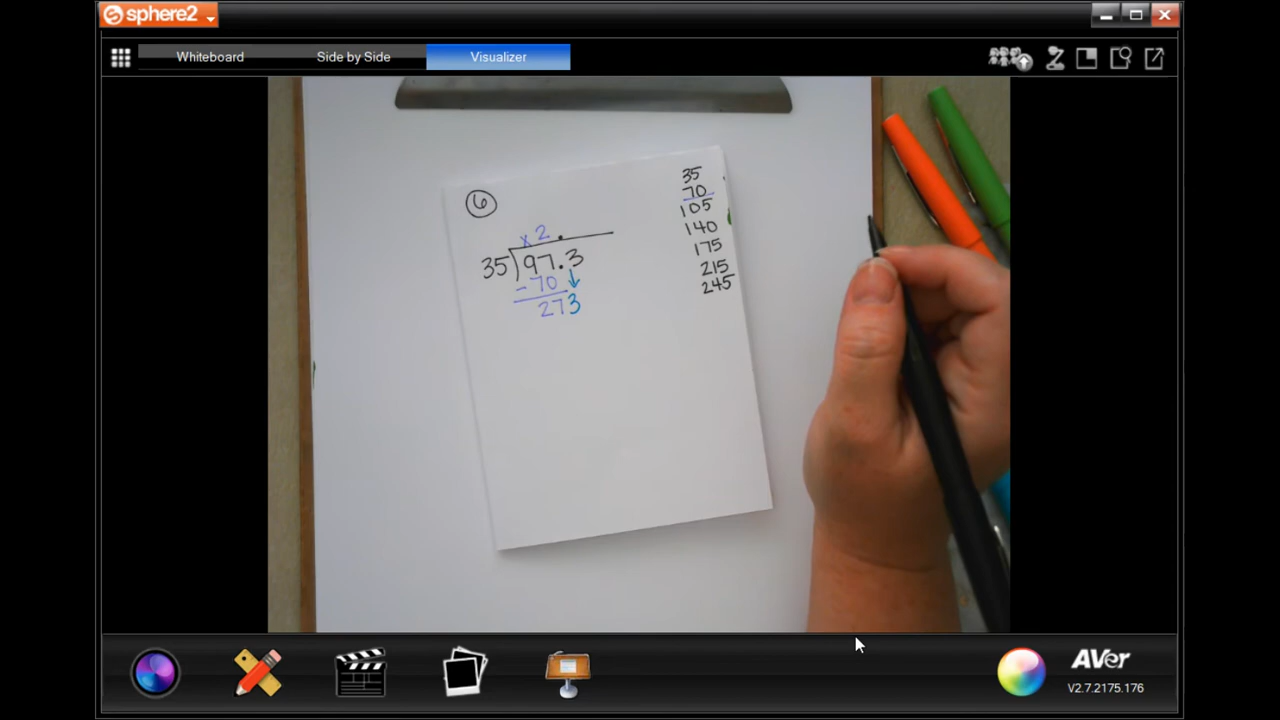 sphere2
Whiteboard
Side by Side
Visualizer
6
x2.
35)97.3
-70
273
35
70
105
140
175
215
245
AVer
V2.7.2175.176